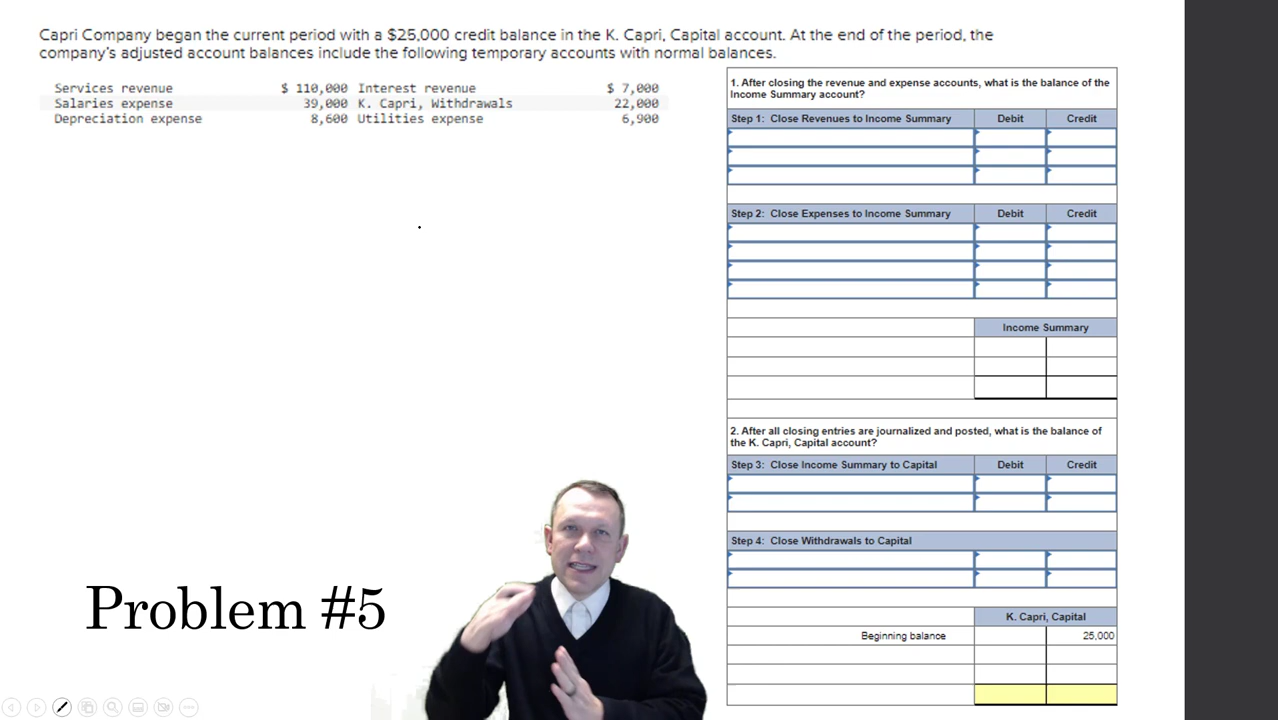 Capri Company began the current period with a $25,000 credit balance in the K. Capri, Capital account. At the end of the period, the
company's adjusted account balances include the following temporary accounts with normal balances.
Services revenue $ 110,000 Interest revenue $ 7,000
Salaries expense 39,000 K. Capri, Withdrawals 22,000
Depreciation expense 8,600 Utilities expense 6,900
1. After closing the revenue and expense accounts, what is the balance of the
Income Summary account?
Step 1: Close Revenues to Income Summary Debit Credit
Step 2: Close Expenses to Income Summary Debit Credit
Income Summary
2. After all closing entries are journalized and posted, what is the balance of
the K. Capri, Capital account?
Step 3: Close Income Summary to Capital Debit Credit
Step 4: Close Withdrawals to Capital
K. Capri, Capital
Beginning balance 25,000
Problem #5